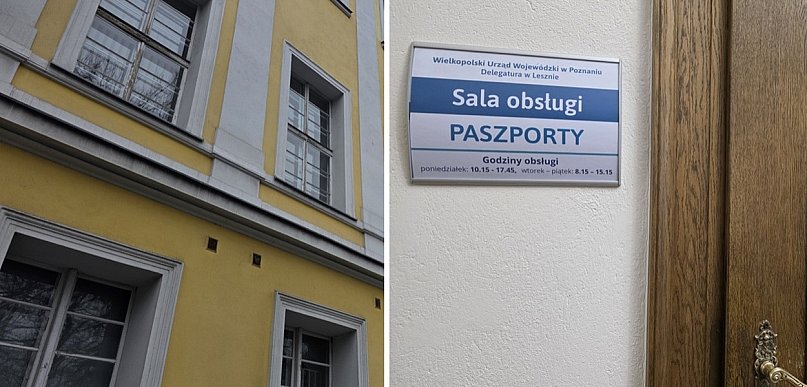 Wielkopolski Urząd Wojewódzki w Poznaniu
Delegatura w Lesznie
Sala obsługi
PASZPORTY
Godziny obsługi
poniedziałek: 10.15 - 17.45, wtorek – piątek: 8.15 – 15.15